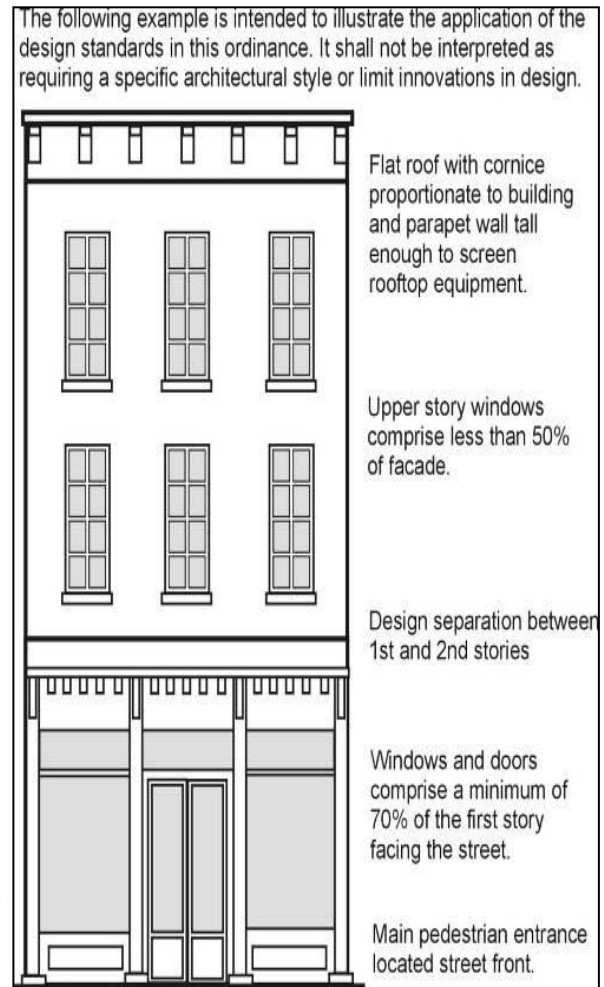 The following example is intended to illustrate the application of the
design standards in this ordinance. It shall not be interpreted as
requiring a specific architectural style or limit innovations in design.
Flat roof with cornice
proportionate to building
and parapet wall tall
enough to screen
rooftop equipment.
Upper story windows
comprise less than 50%
of facade.
Design separation between
1st and 2nd stories
Windows and doors
comprise a minimum of
70% of the first story
facing the street.
Main pedestrian entrance
located street front.